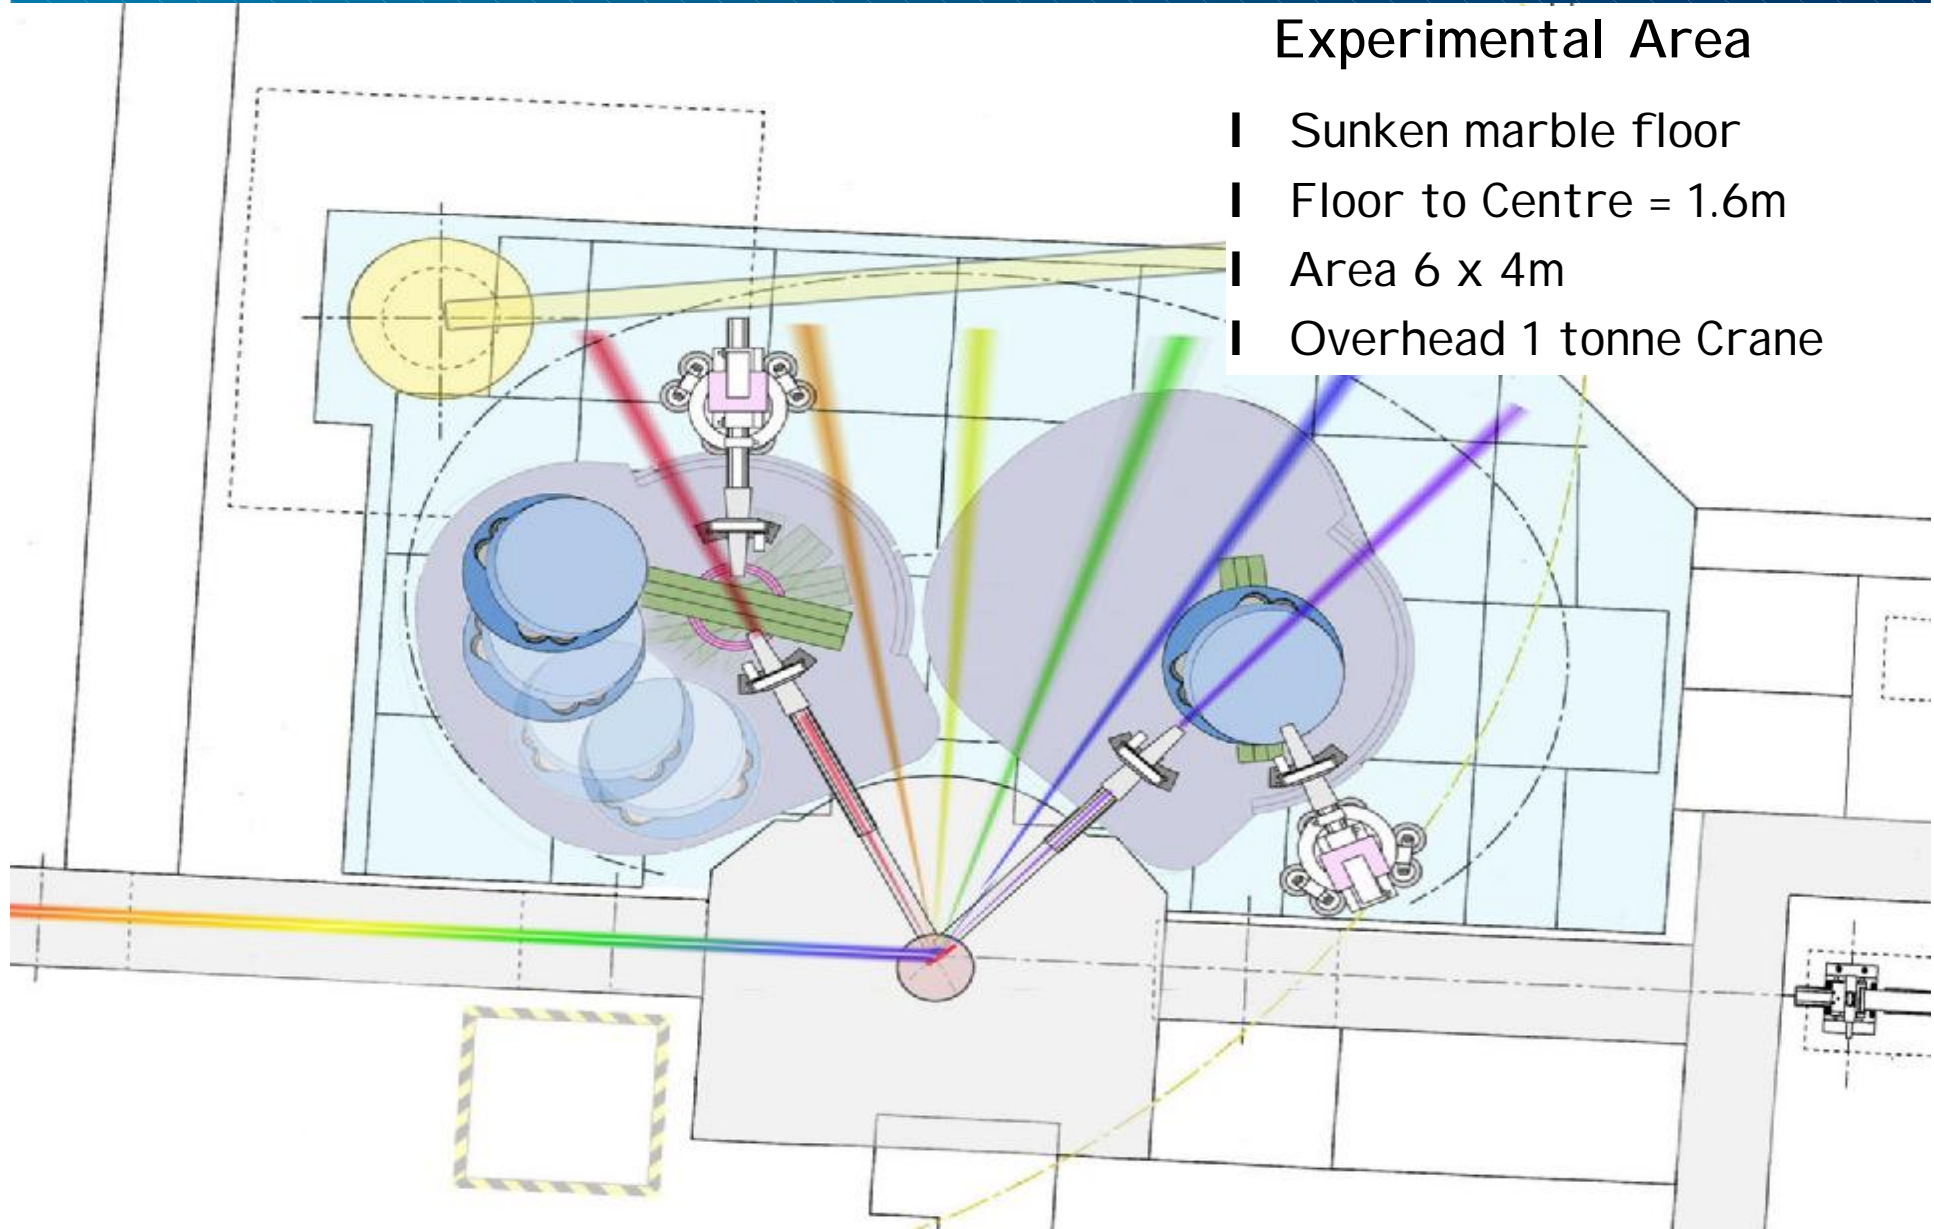 Experimental Area
l Sunken marble floor
l Floor to Centre = 1.6m
l Area 6 x 4m
l Overhead 1 tonne Crane